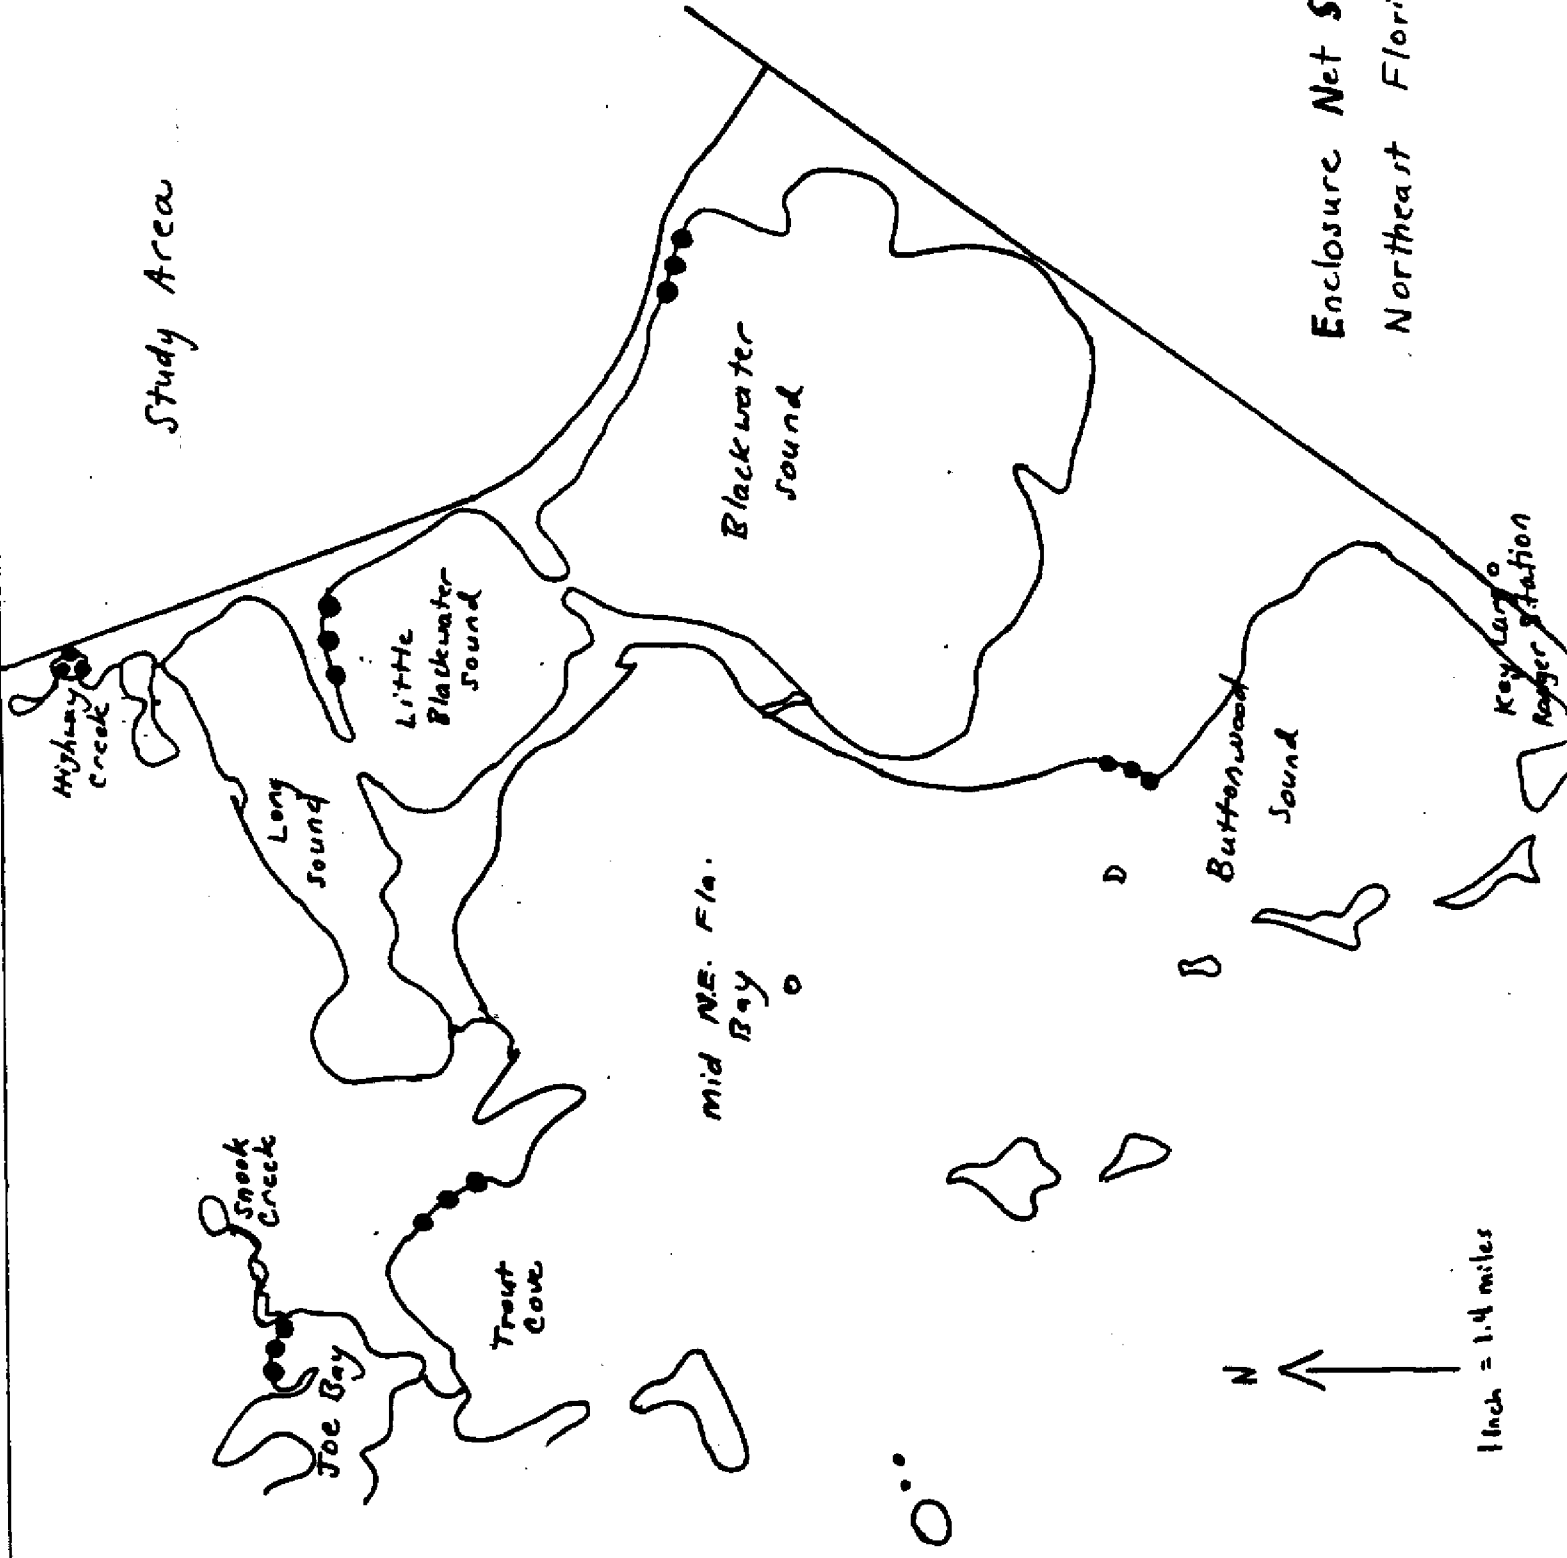 Study Area
Highway
Creek
Snook
Creek
Long
Sound
Joe Bay
Little
Blackwater
Sound
Trout
Cove
Blackwater
Sound
Mid N.E. Fla.
Bay
Buttonwood
Sound
N
1 inch = 1.4 miles
Key Largo
Ranger Station
Enclosure Net S
Northeast Flori